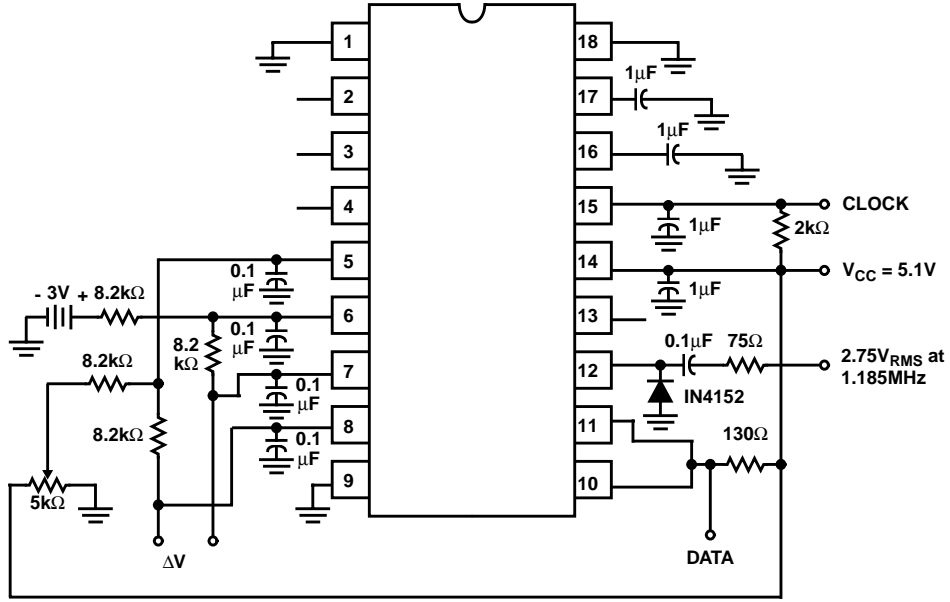 1
18
1μF
2
17
1μF
3
16
4
15
CLOCK
2kΩ
1μF
0.1
μF
5
14
VCC = 5.1V
1μF
- 3V + 8.2kΩ
0.1
μF
6
13
8.2
kΩ
0.1μF 75Ω
2.75VRMS at
1.185MHz
8.2kΩ
7
12
0.1
μF
IN4152
8.2kΩ
8
11
0.1
μF
130Ω
5kΩ
9
10
ΔV
DATA